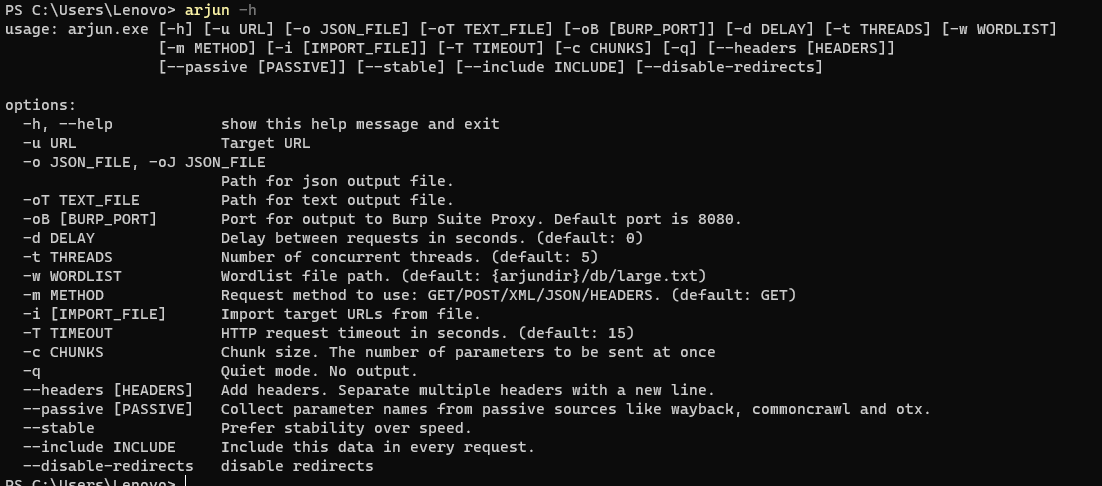 PS C:\Users\Lenovo> arjun -h
usage: arjun.exe [-h] [-u URL] [-o JSON_FILE] [-oT TEXT_FILE] [-oB [BURP_PORT]] [-d DELAY] [-t THREADS] [-w WORDLIST]
                 [-m METHOD] [-i [IMPORT_FILE]] [-T TIMEOUT] [-c CHUNKS] [-q] [--headers [HEADERS]]
                 [--passive [PASSIVE]] [--stable] [--include INCLUDE] [--disable-redirects]

options:
  -h, --help            show this help message and exit
  -u URL                Target URL
  -o JSON_FILE, -oJ JSON_FILE
                        Path for json output file.
  -oT TEXT_FILE         Path for text output file.
  -oB [BURP_PORT]       Port for output to Burp Suite Proxy. Default port is 8080.
  -d DELAY              Delay between requests in seconds. (default: 0)
  -t THREADS            Number of concurrent threads. (default: 5)
  -w WORDLIST           Wordlist file path. (default: {arjundir}/db/large.txt)
  -m METHOD             Request method to use: GET/POST/XML/JSON/HEADERS. (default: GET)
  -i [IMPORT_FILE]      Import target URLs from file.
  -T TIMEOUT            HTTP request timeout in seconds. (default: 15)
  -c CHUNKS             Chunk size. The number of parameters to be sent at once
  -q                    Quiet mode. No output.
  --headers [HEADERS]   Add headers. Separate multiple headers with a new line.
  --passive [PASSIVE]   Collect parameter names from passive sources like wayback, commoncrawl and otx.
  --stable              Prefer stability over speed.
  --include INCLUDE     Include this data in every request.
  --disable-redirects   disable redirects
PS C:\Users\Lenovo>